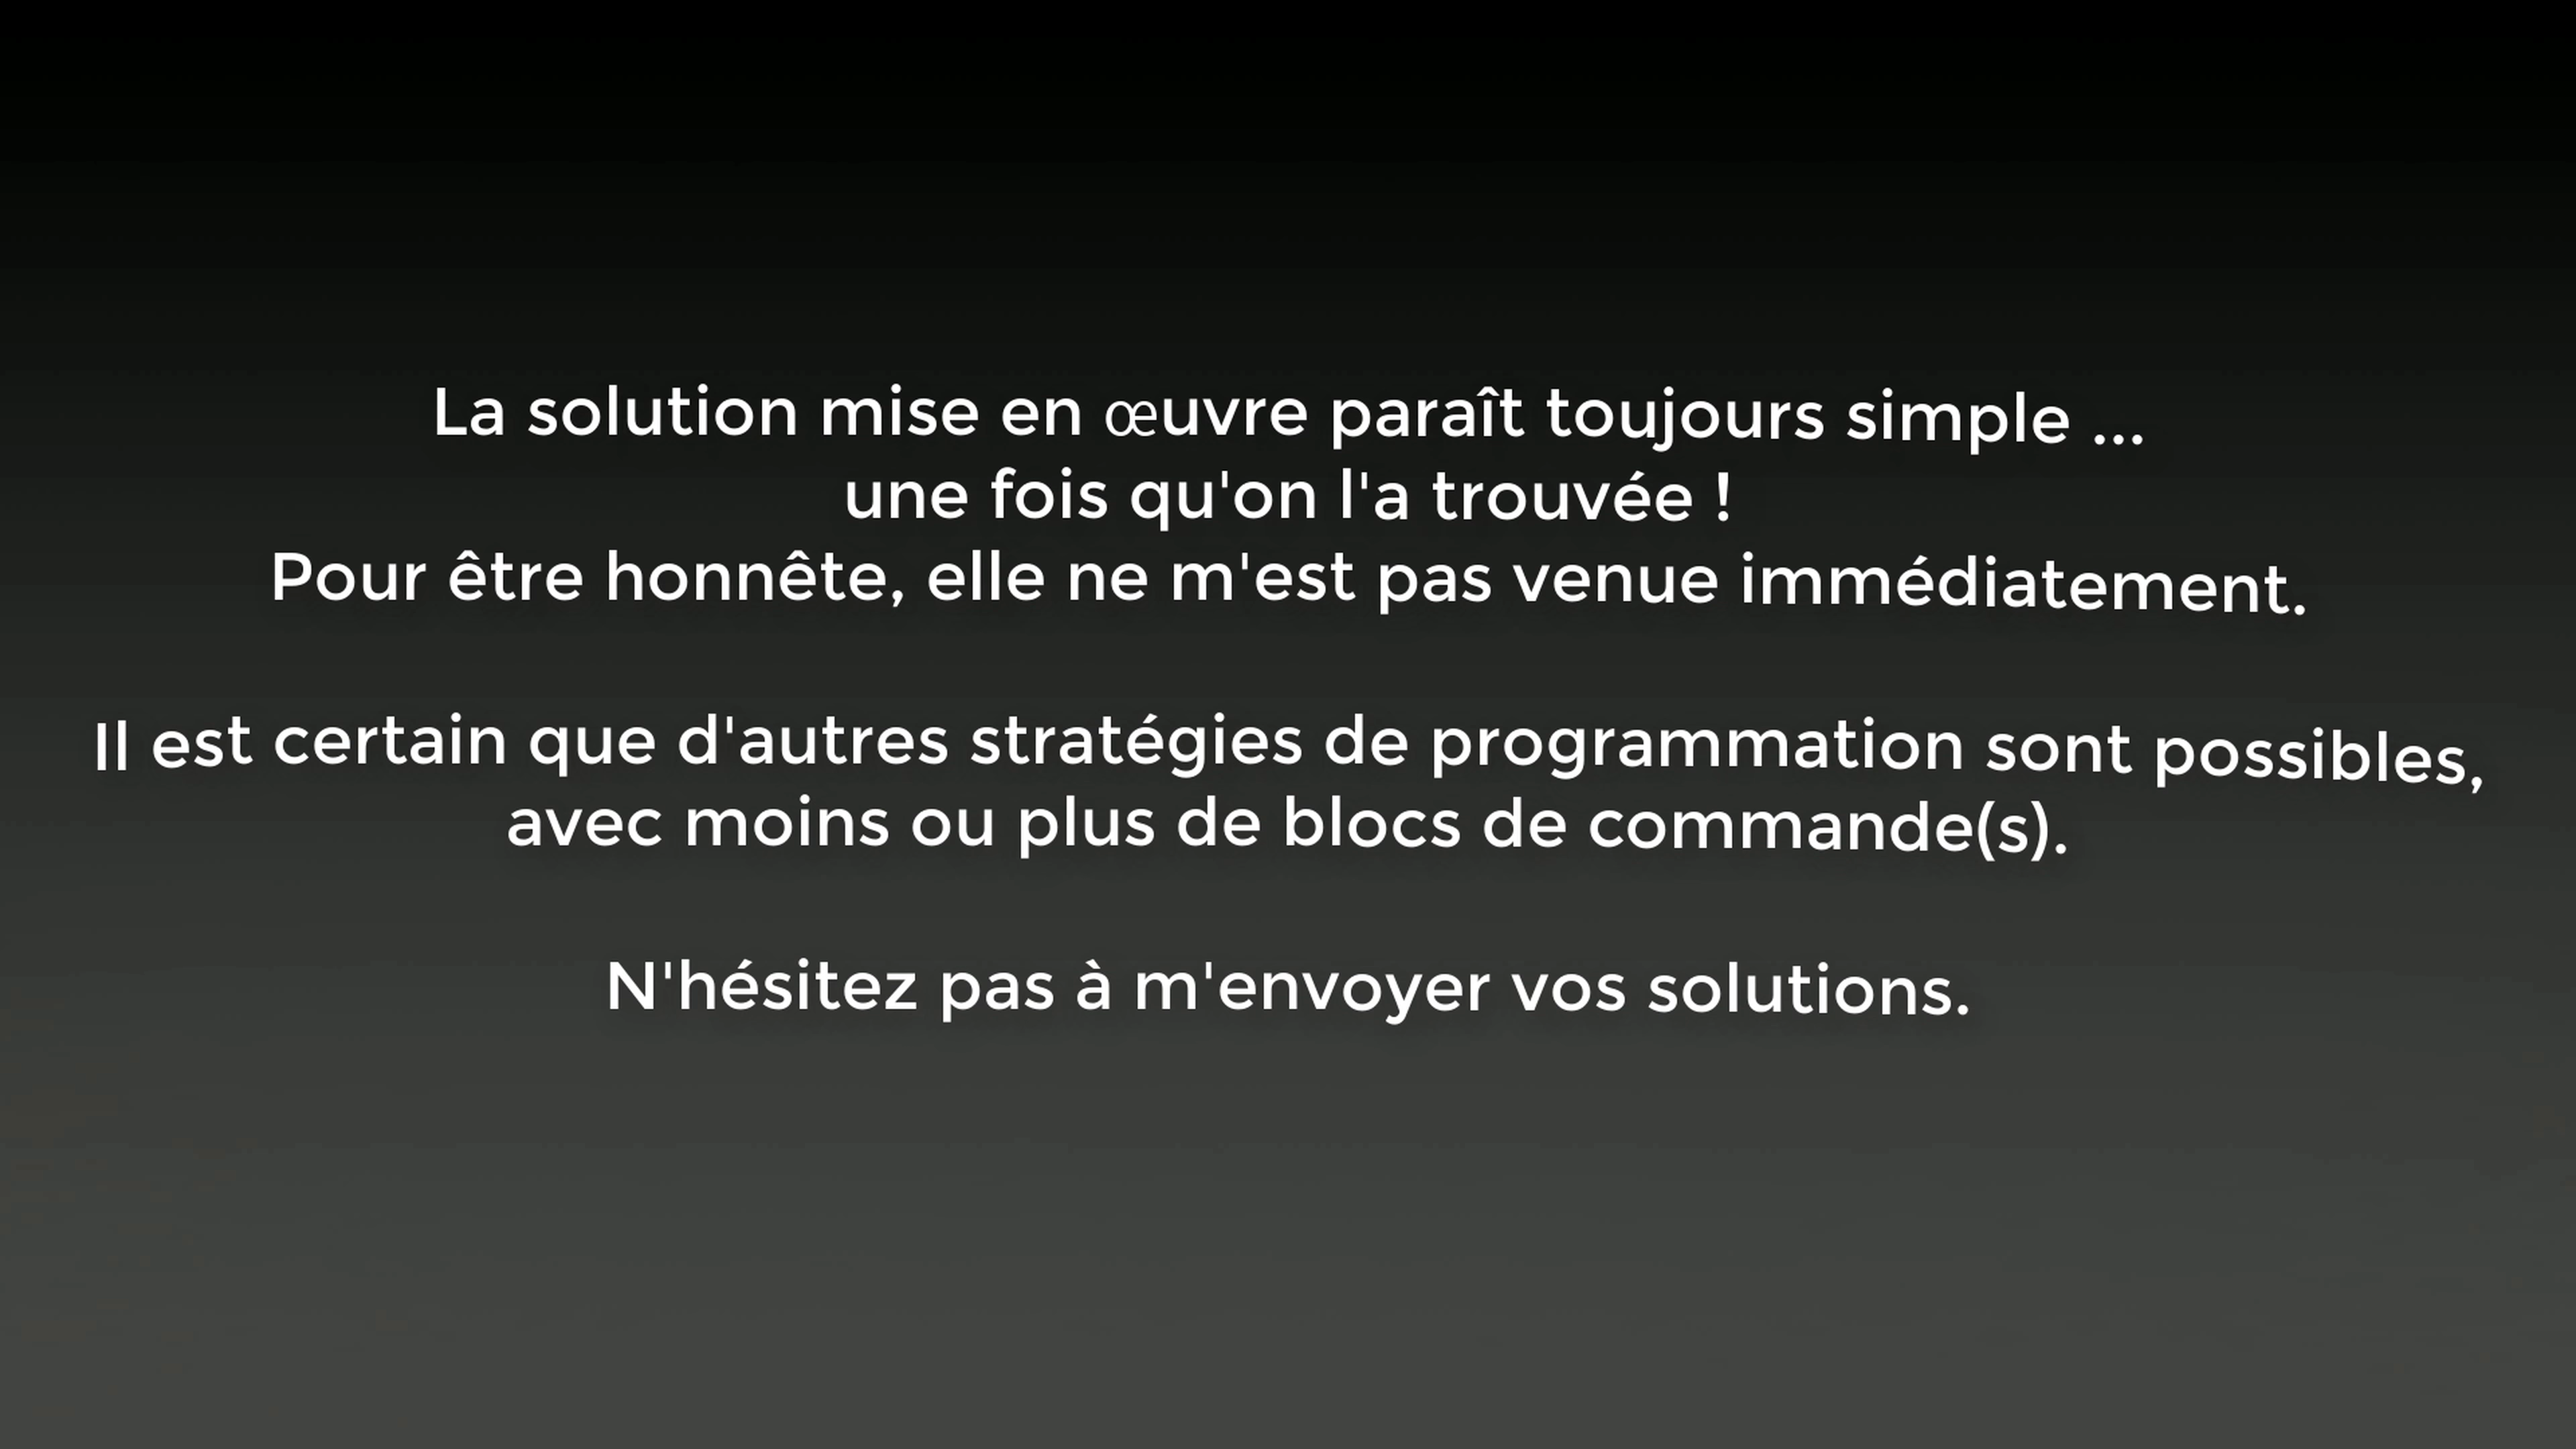 La solution mise en œuvre paraît toujours simple ...
une fois qu'on l'a trouvée !
Pour être honnête, elle ne m'est pas venue immédiatement.
Il est certain que d'autres stratégies de programmation sont possibles,
avec moins ou plus de blocs de commande(s).
N'hésitez pas à m'envoyer vos solutions.